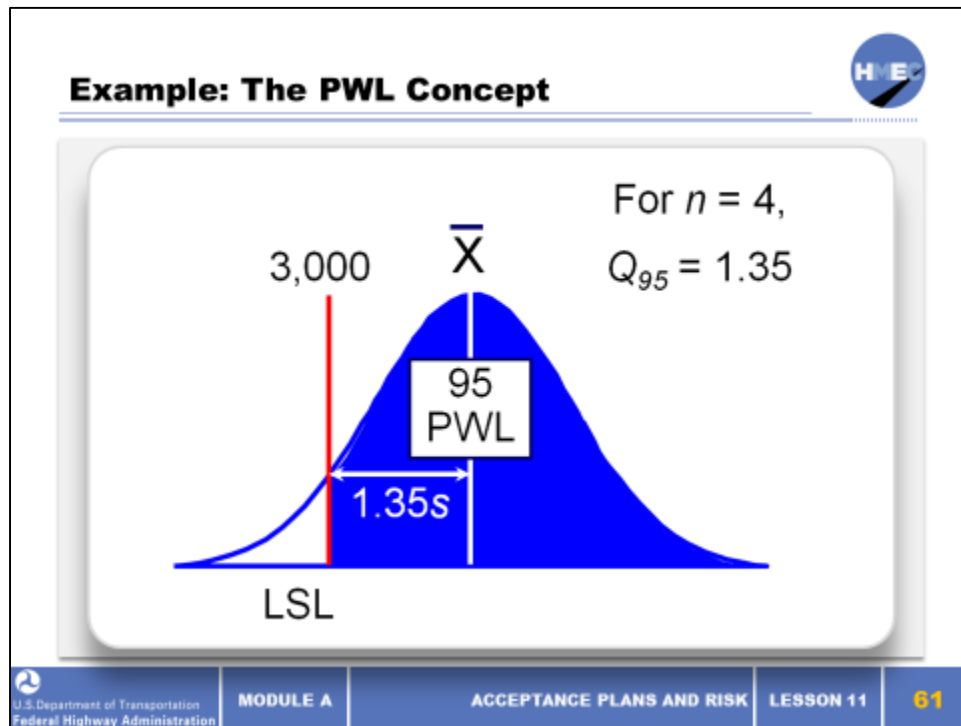 Example: The PWL Concept
HMEC
For n = 4,
Q95 = 1.35
3,000
X̄
95
PWL
1.35s
LSL
U.S.Department of Transportation
Federal Highway Administration
MODULE A
ACCEPTANCE PLANS AND RISK
LESSON 11
61